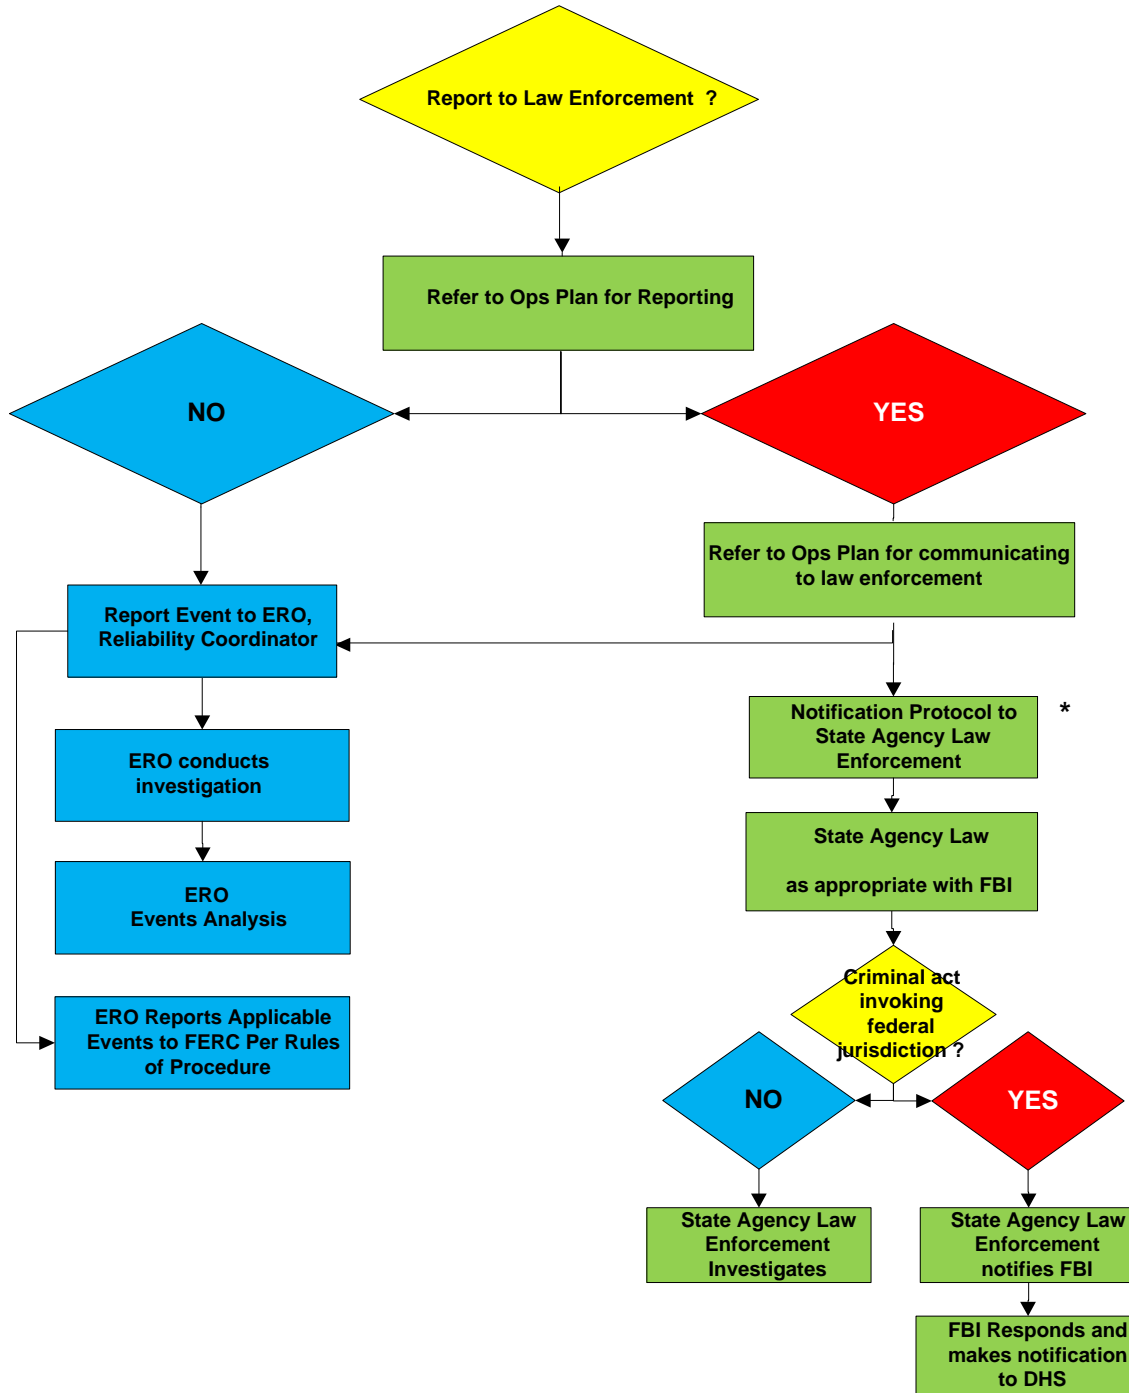 Report to Law Enforcement ?
Refer to Ops Plan for Reporting
NO
YES
Refer to Ops Plan for communicating
to law enforcement
Report Event to ERO,
Reliability Coordinator
Notification Protocol to
State Agency Law
Enforcement
*
ERO conducts
investigation
State Agency Law
as appropriate with FBI
ERO
Events Analysis
Criminal act
invoking
federal
jurisdiction ?
ERO Reports Applicable
Events to FERC Per Rules
of Procedure
NO
YES
State Agency Law
Enforcement
Investigates
State Agency Law
Enforcement
notifies FBI
FBI Responds and
makes notification
to DHS